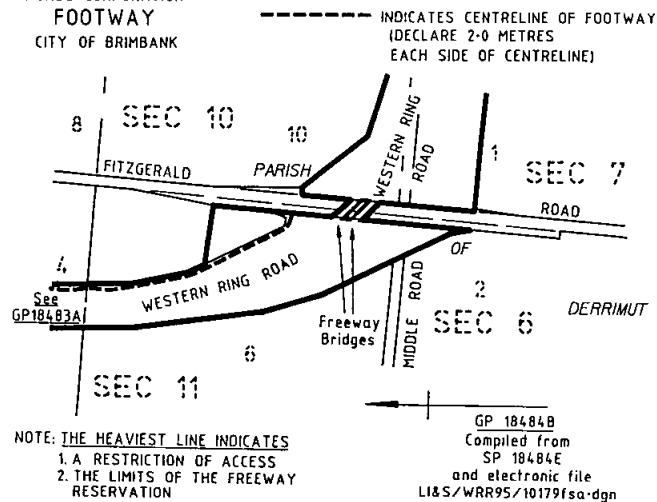 FOOTWAY
CITY OF BRIMBANK
INDICATES CENTRELINE OF FOOTWAY
(DECLARE 2·0 METRES
EACH SIDE OF CENTRELINE)
8
SEC 10
10
WESTERN RING
ROAD
1
SEC 7
FITZGERALD
PARISH
ROAD
OF
4
See
GP18483A
WESTERN RING ROAD
Freeway
Bridges
MIDDLE ROAD
2
SEC 6
DERRIMUT
6
SEC 11
NOTE: THE HEAVIEST LINE INDICATES
1. A RESTRICTION OF ACCESS
2. THE LIMITS OF THE FREEWAY
RESERVATION
GP 18484B
Compiled from
SP 18484E
and electronic file
LI&S/WRR95/10179fsa·dgn